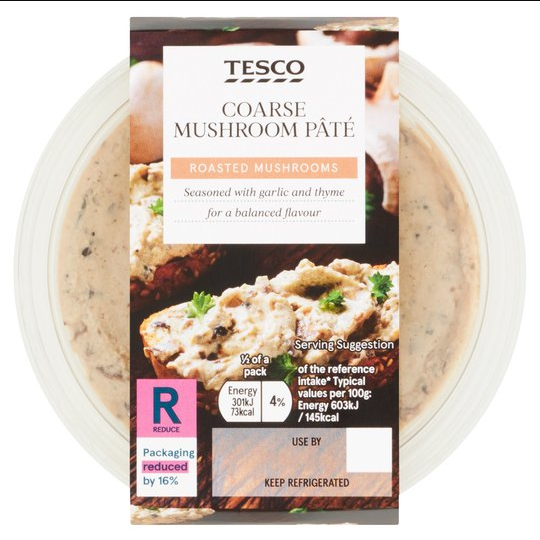 TESCO
COARSE
MUSHROOM PÂTÉ
ROASTED MUSHROOMS
Seasoned with garlic and thyme
for a balanced flavour
Serving Suggestion
½ of a
pack
Energy
301kJ
73kcal
4%
of the reference
intake* Typical
values per 100g:
Energy 603kJ
/ 145kcal
R
REDUCE
Packaging
reduced
by 16%
USE BY
KEEP REFRIGERATED